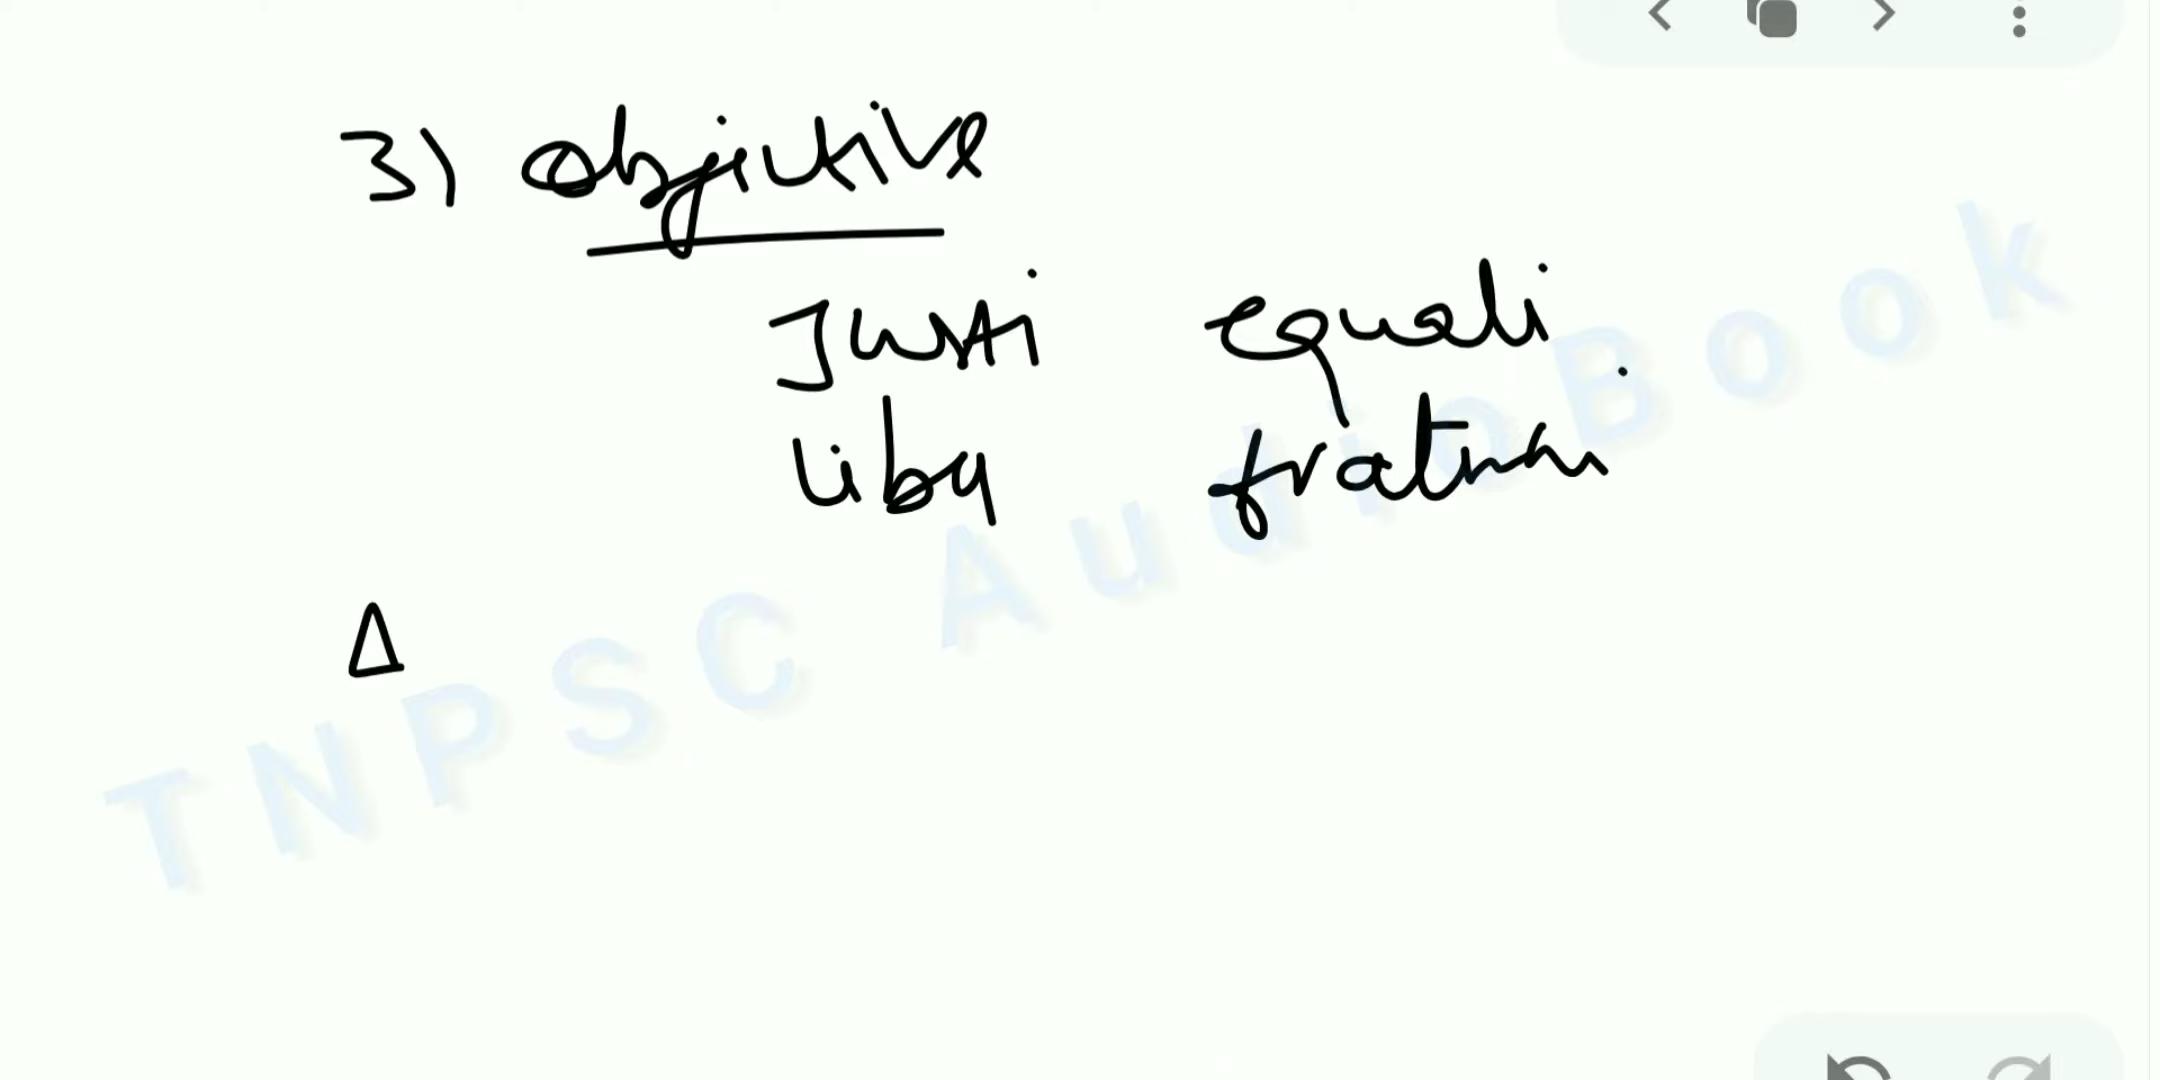 3) Objective
Justi equali
liby fratn
Δ
TNPSC AudioBook